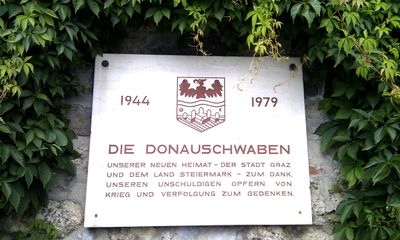 1944 1979
DIE DONAUSCHWABEN
UNSERER NEUEN HEIMAT – DER STADT GRAZ
UND DEM LAND STEIERMARK – ZUM DANK,
UNSEREN UNSCHULDIGEN OPFERN VON
KRIEG UND VERFOLGUNG ZUM GEDENKEN.